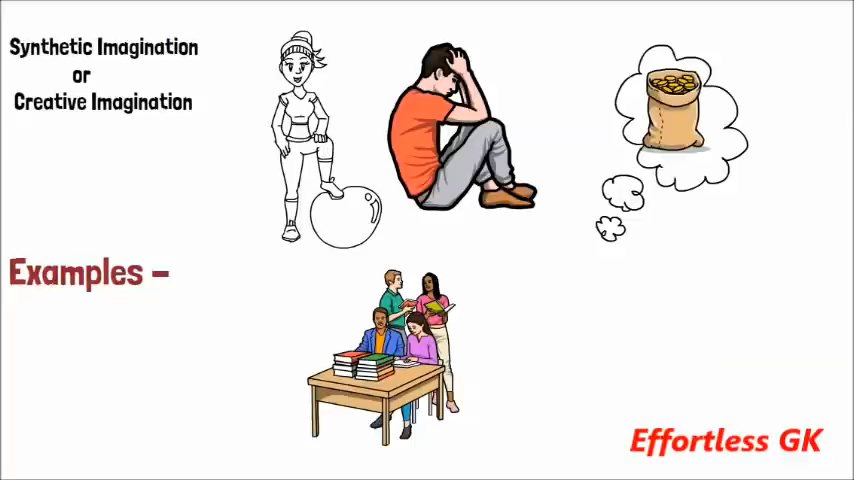 Synthetic Imagination
or
Creative Imagination
Examples –
Effortless GK